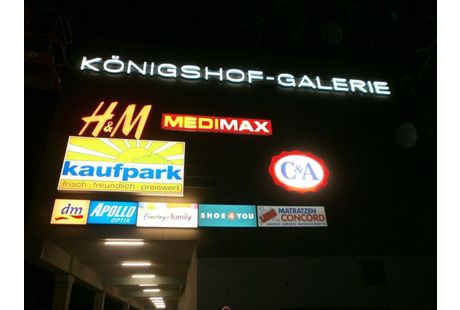 KÖNIGSHOF-GALERIE
H&M
MEDIMAX
kaufpark
frisch · freundlich · preiswert
C&A
dm
APOLLO
OPTIK
Ernsting's family
SHOE4YOU
MATRATZEN
CONCORD